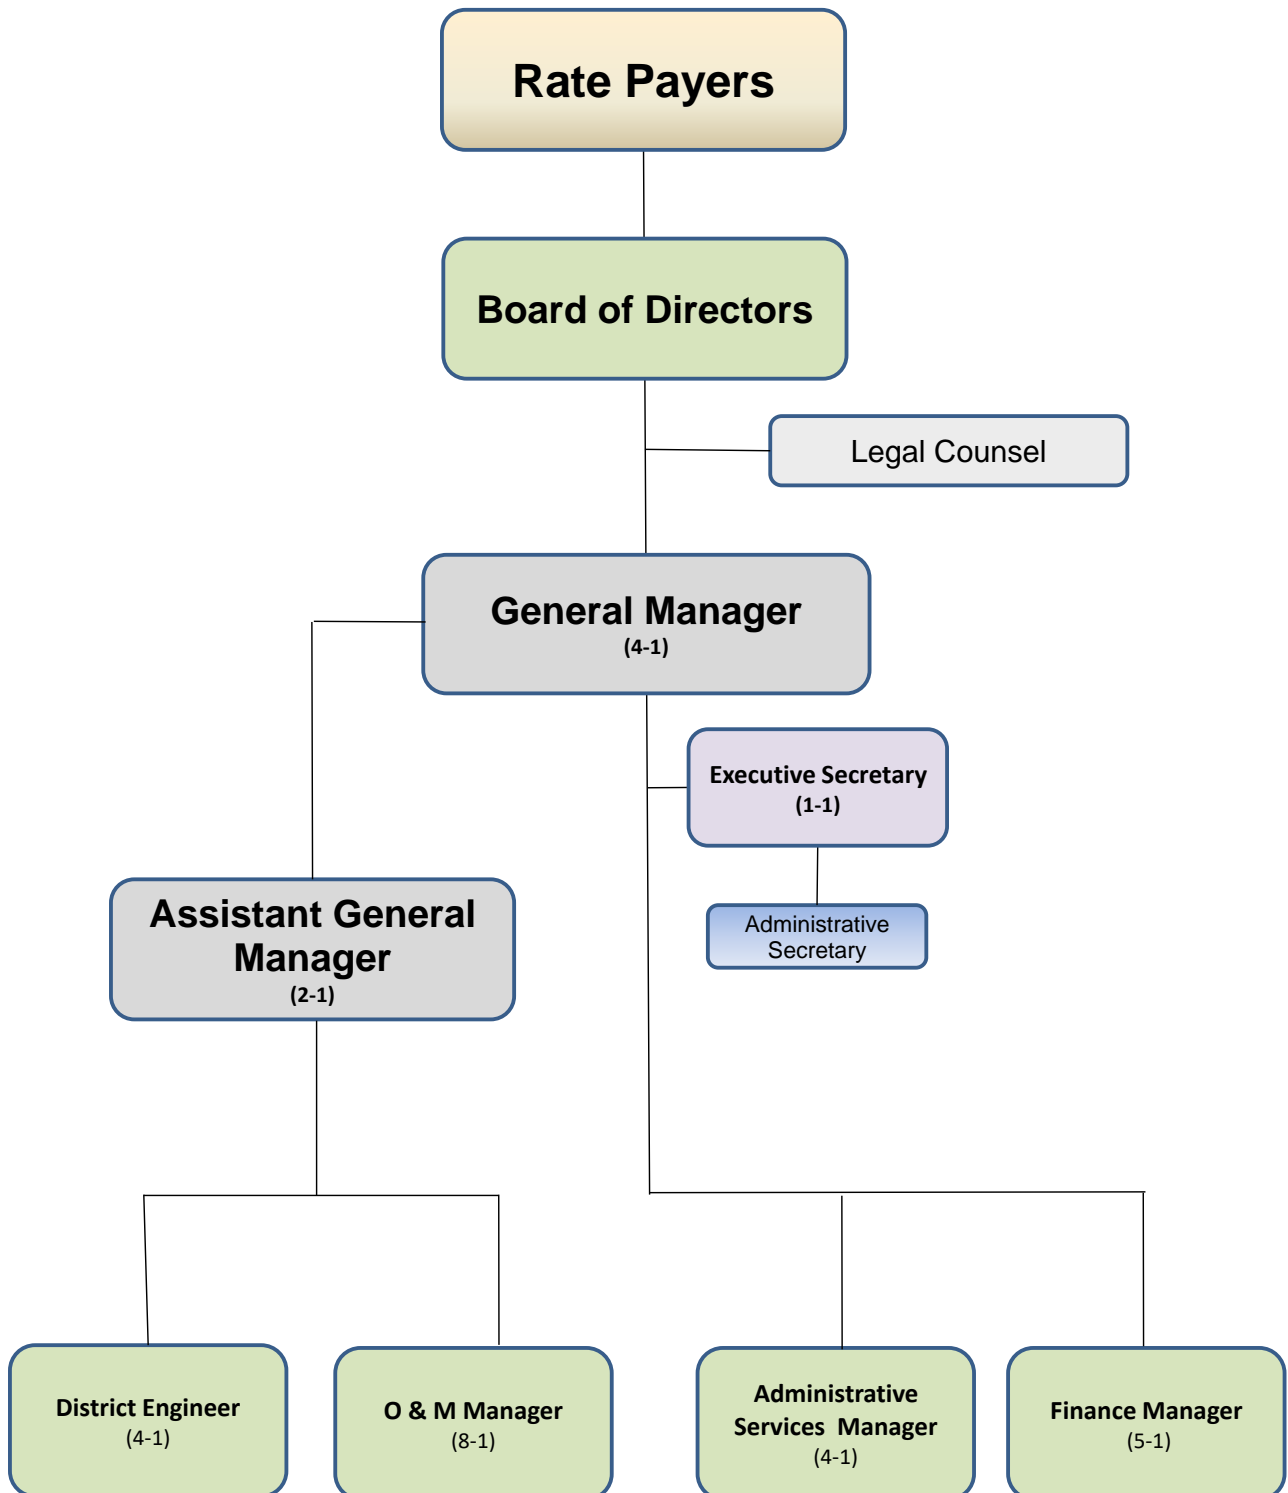 Rate Payers
Board of Directors
Legal Counsel
General Manager
(4-1)
Executive Secretary
(1-1)
Assistant General
Manager
(2-1)
Administrative
Secretary
District Engineer
(4-1)
O & M Manager
(8-1)
Administrative
Services  Manager
(4-1)
Finance Manager
(5-1)